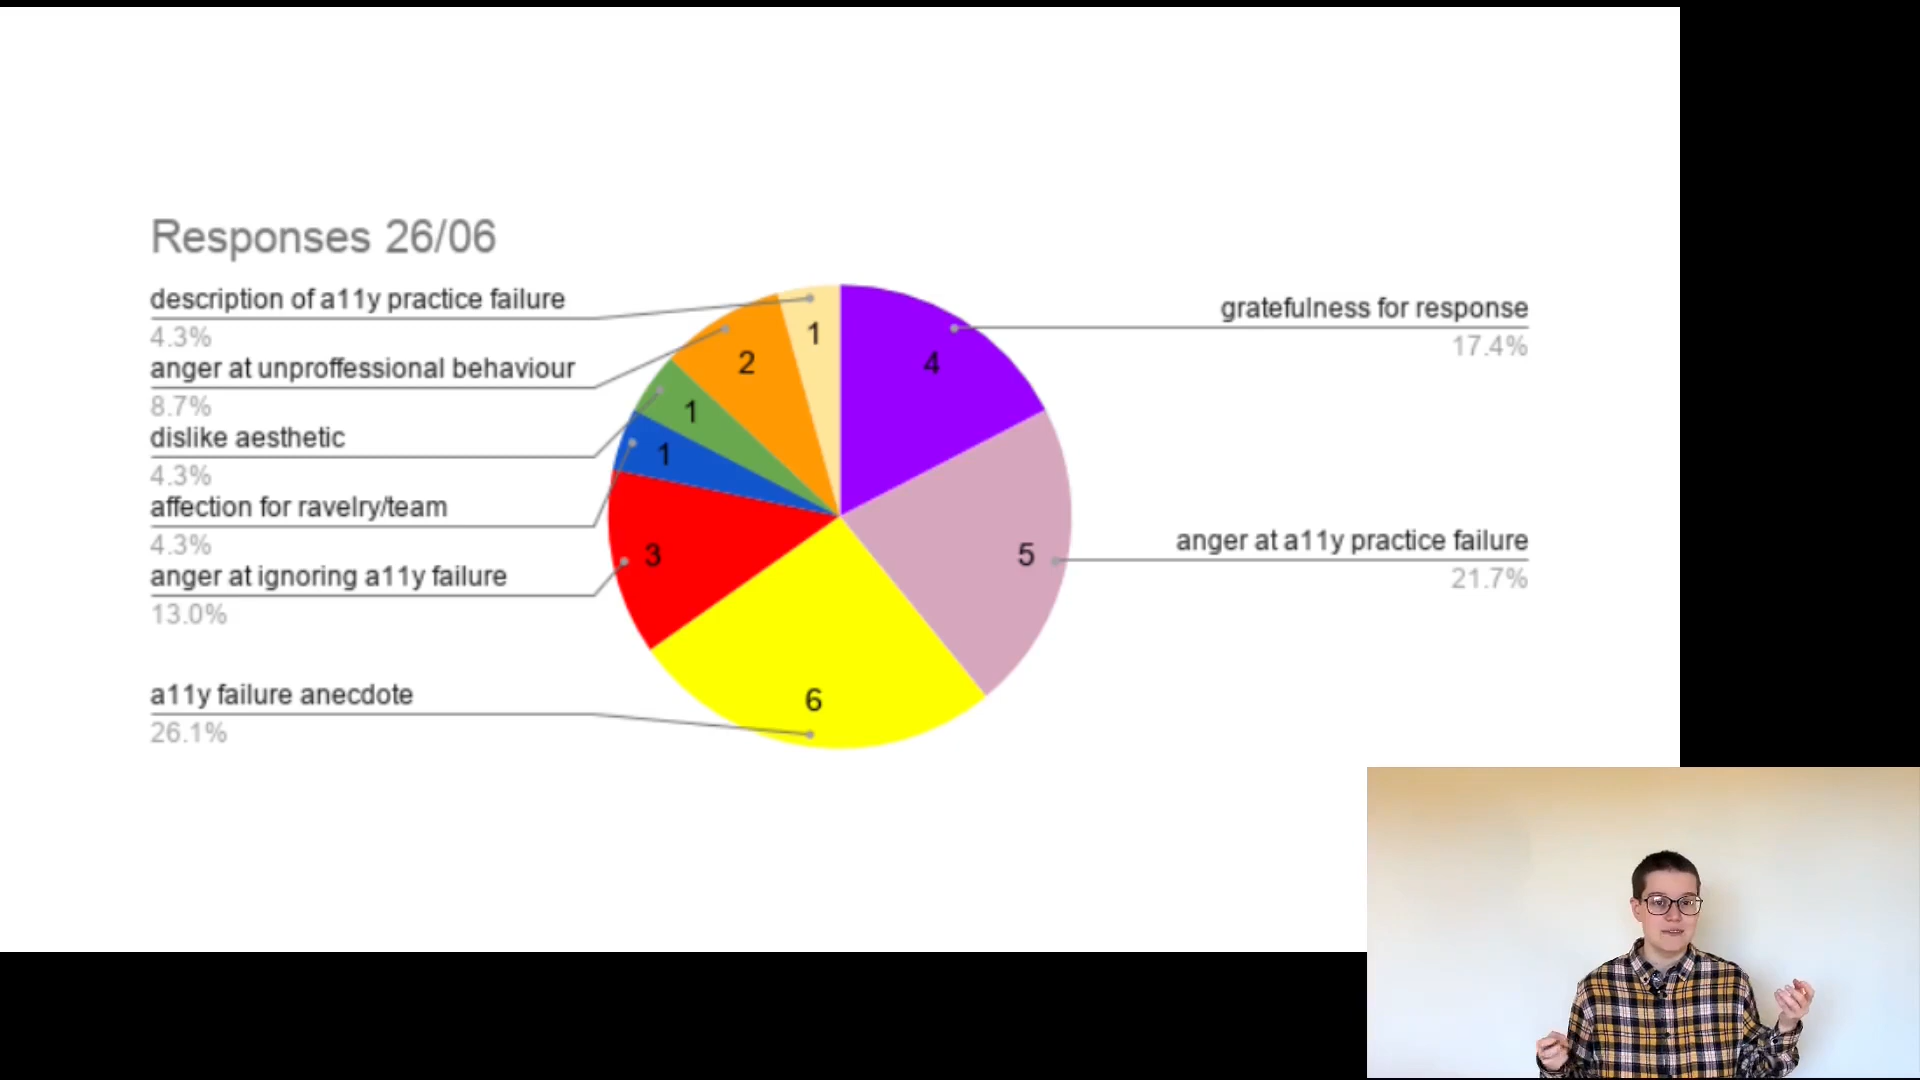 Responses 26/06
description of a11y practice failure
4.3%
anger at unproffessional behaviour
8.7%
dislike aesthetic
4.3%
affection for ravelry/team
4.3%
anger at ignoring a11y failure
13.0%
a11y failure anecdote
26.1%
1
2
1
1
3
6
4
5
gratefulness for response
17.4%
anger at a11y practice failure
21.7%